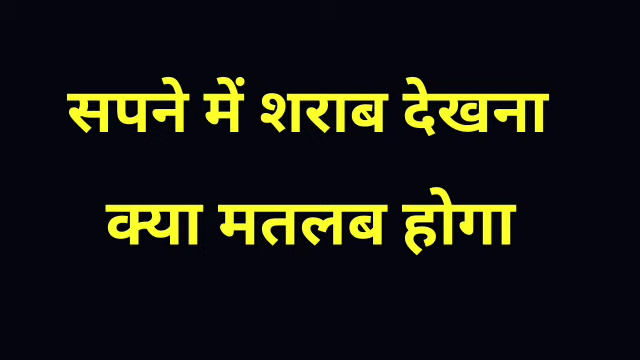 सपने में शराब देखना
क्या मतलब होगा